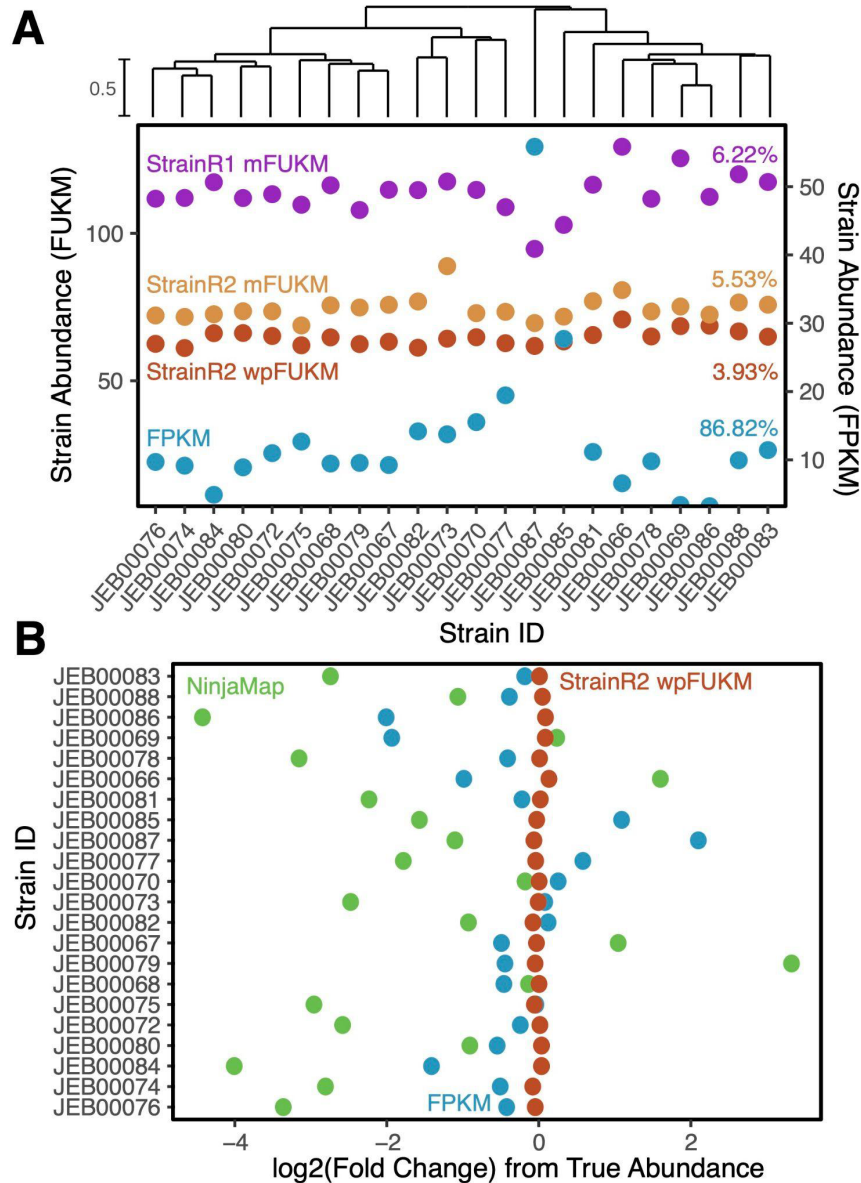 A
0.5
StrainR1 mFUKM
6.22%
StrainR2 mFUKM
5.53%
StrainR2 wpFUKM
3.93%
FPKM
86.82%
Strain Abundance (FUKM)
100
50
Strain Abundance (FPKM)
50
40
30
20
10
JEB00076
JEB00074
JEB00084
JEB00080
JEB00072
JEB00075
JEB00068
JEB00079
JEB00067
JEB00082
JEB00073
JEB00070
JEB00077
JEB00087
JEB00085
JEB00081
JEB00066
JEB00078
JEB00069
JEB00086
JEB00088
JEB00083
Strain ID
B
NinjaMap
StrainR2 wpFUKM
FPKM
Strain ID
JEB00083
JEB00088
JEB00086
JEB00069
JEB00078
JEB00066
JEB00081
JEB00085
JEB00087
JEB00077
JEB00070
JEB00073
JEB00082
JEB00067
JEB00079
JEB00068
JEB00075
JEB00072
JEB00080
JEB00084
JEB00074
JEB00076
−4
−2
0
2
log2(Fold Change) from True Abundance